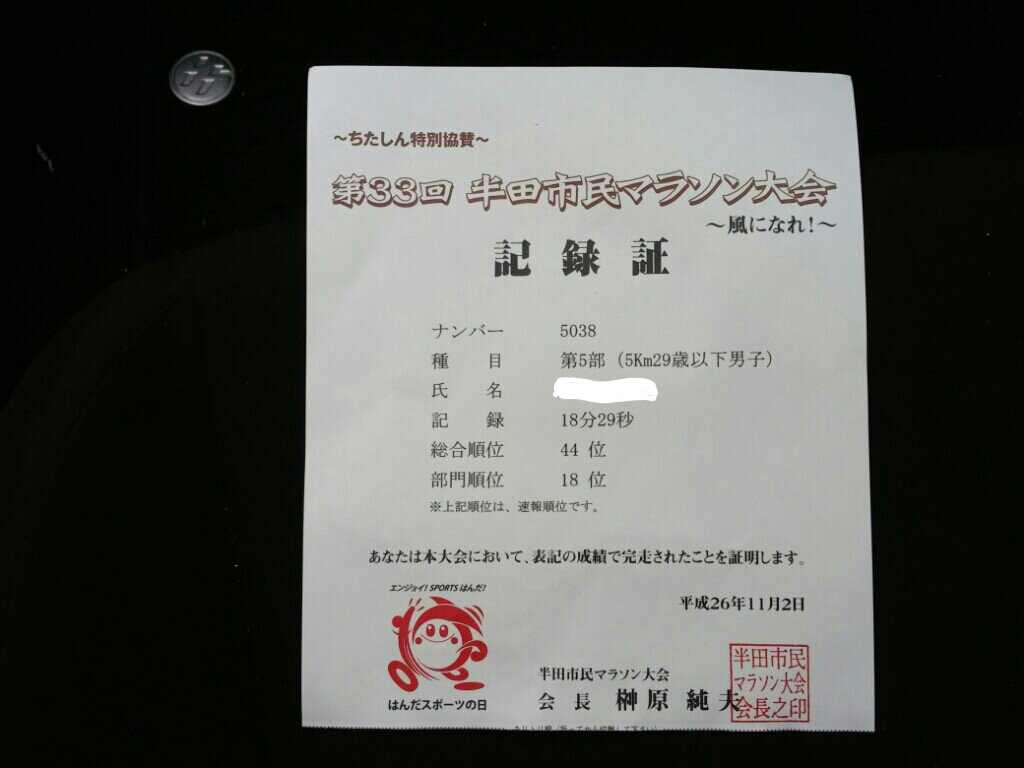 ～ちたしん特別協賛～
第33回 半田市民マラソン大会
～風になれ!～
記 録 証
ナンバー 5038
種 目 第5部（5Km29歳以下男子）
氏 名
記 録 18分29秒
総合順位 44 位
部門順位 18 位
※上記順位は、速報順位です。
あなたは本大会において、表記の成績で完走されたことを証明します。
エンジョイ! SPORTS はんだ!
平成26年11月2日
はんだスポーツの日
半田市民マラソン大会
会 長 榊 原 純 夫
半田市民
マラソン大会
会長之印